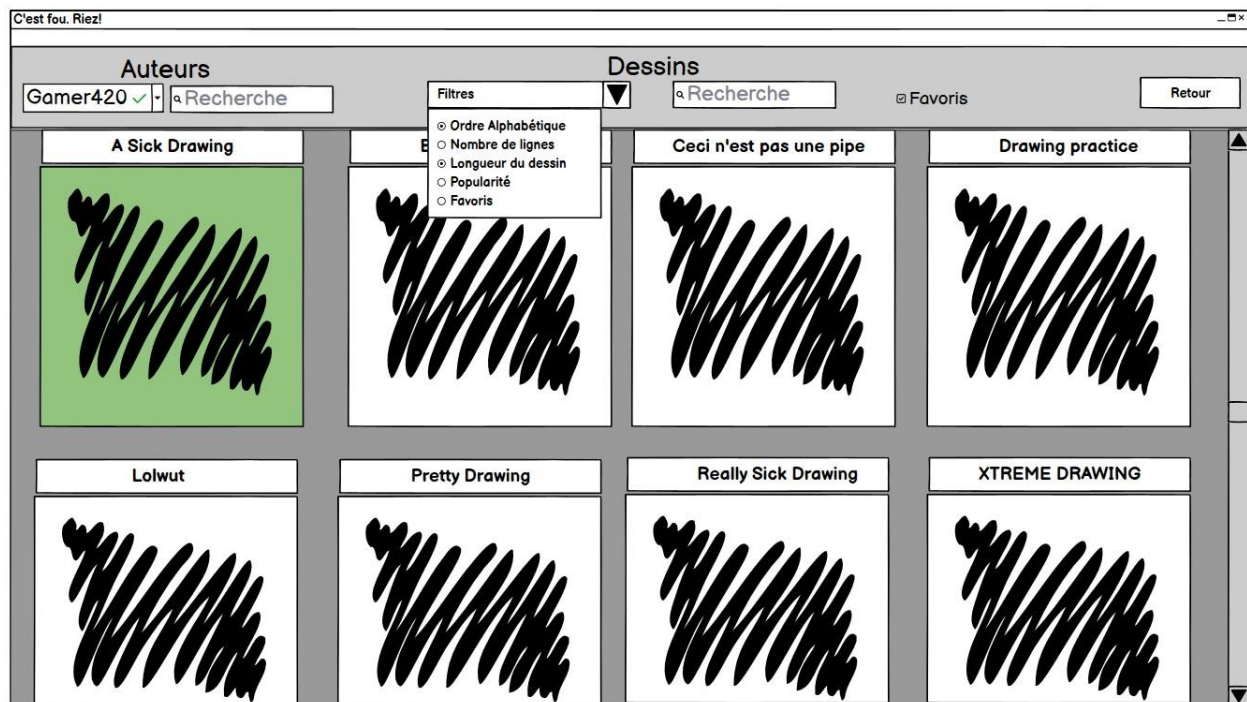 C'est fou. Riez!
Auteurs
Dessins
Gamer420
Recherche
Filtres
Recherche
Favoris
Retour
Ordre Alphabétique
Nombre de lignes
Longueur du dessin
Popularité
Favoris
A Sick Drawing
Ceci n'est pas une pipe
Drawing practice
Lolwut
Pretty Drawing
Really Sick Drawing
XTREME DRAWING